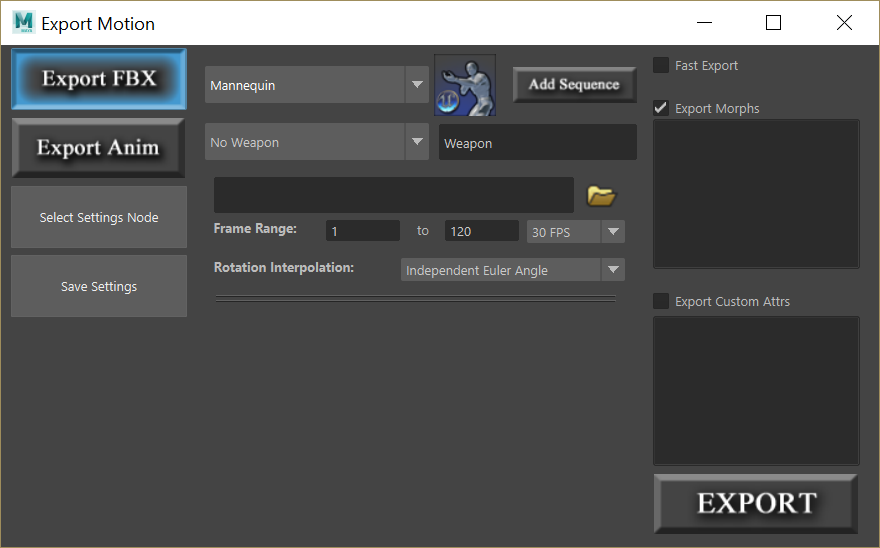 Export Motion
Export FBX
Export Anim
Select Settings Node
Save Settings
Mannequin
Add Sequence
No Weapon
Weapon
Frame Range:
1
to
120
30 FPS
Rotation Interpolation:
Independent Euler Angle
Fast Export
Export Morphs
Export Custom Attrs
EXPORT